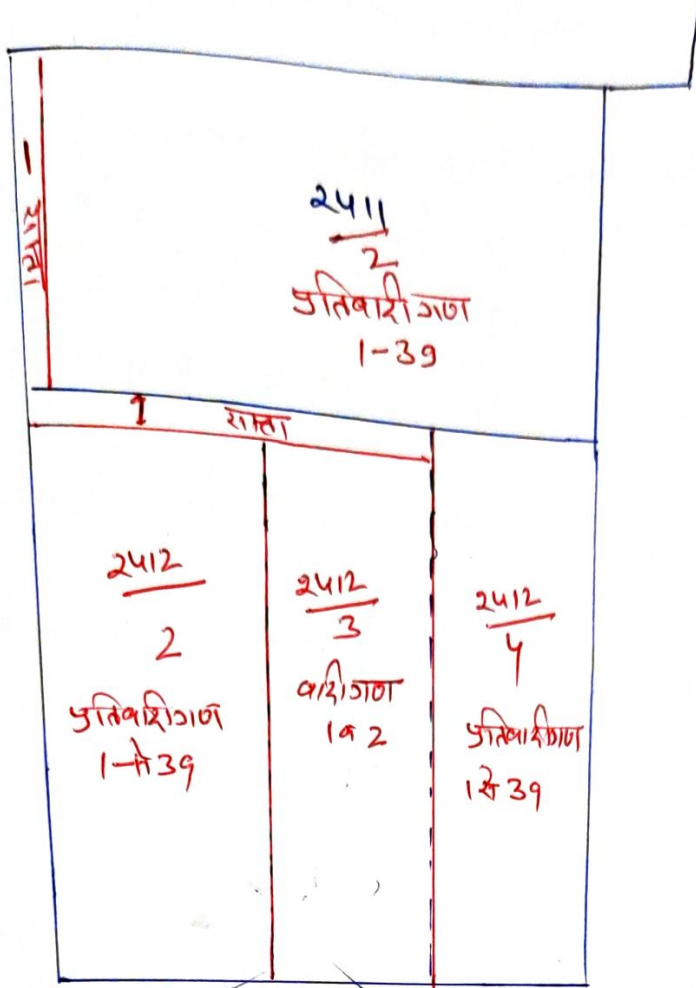 1 रास्ता
2411
2
प्रतिवादीगण
1-39
1 रास्ता
2412
2
प्रतिवादीगण
1 से 39
2412
3
वादीगण
1 व 2
2412
4
प्रतिवादीगण
1 से 39